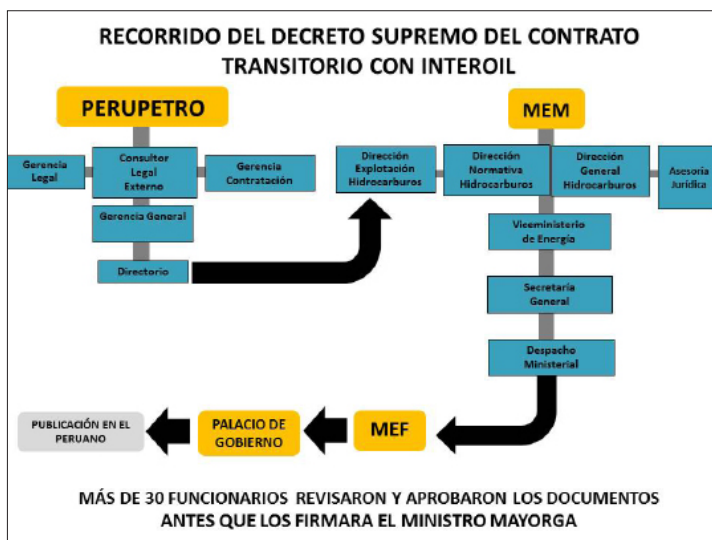 RECORRIDO DEL DECRETO SUPREMO DEL CONTRATO
TRANSITORIO CON INTEROIL
PERUPETRO
MEM
Gerencia
Legal
Consultor
Legal
Externo
Gerencia
Contratación
Gerencia General
Directorio
Dirección
Explotación
Hidrocarburos
Dirección
Normativa
Hidrocarburos
Dirección
General
Hidrocarburos
Asesoría
Jurídica
Viceministerio
de Energía
Secretaría
General
Despacho
Ministerial
MEF
PALACIO DE
GOBIERNO
PUBLICACIÓN EN EL
PERUANO
MÁS DE 30 FUNCIONARIOS REVISARON Y APROBARON LOS DOCUMENTOS
ANTES QUE LOS FIRMARA EL MINISTRO MAYORGA